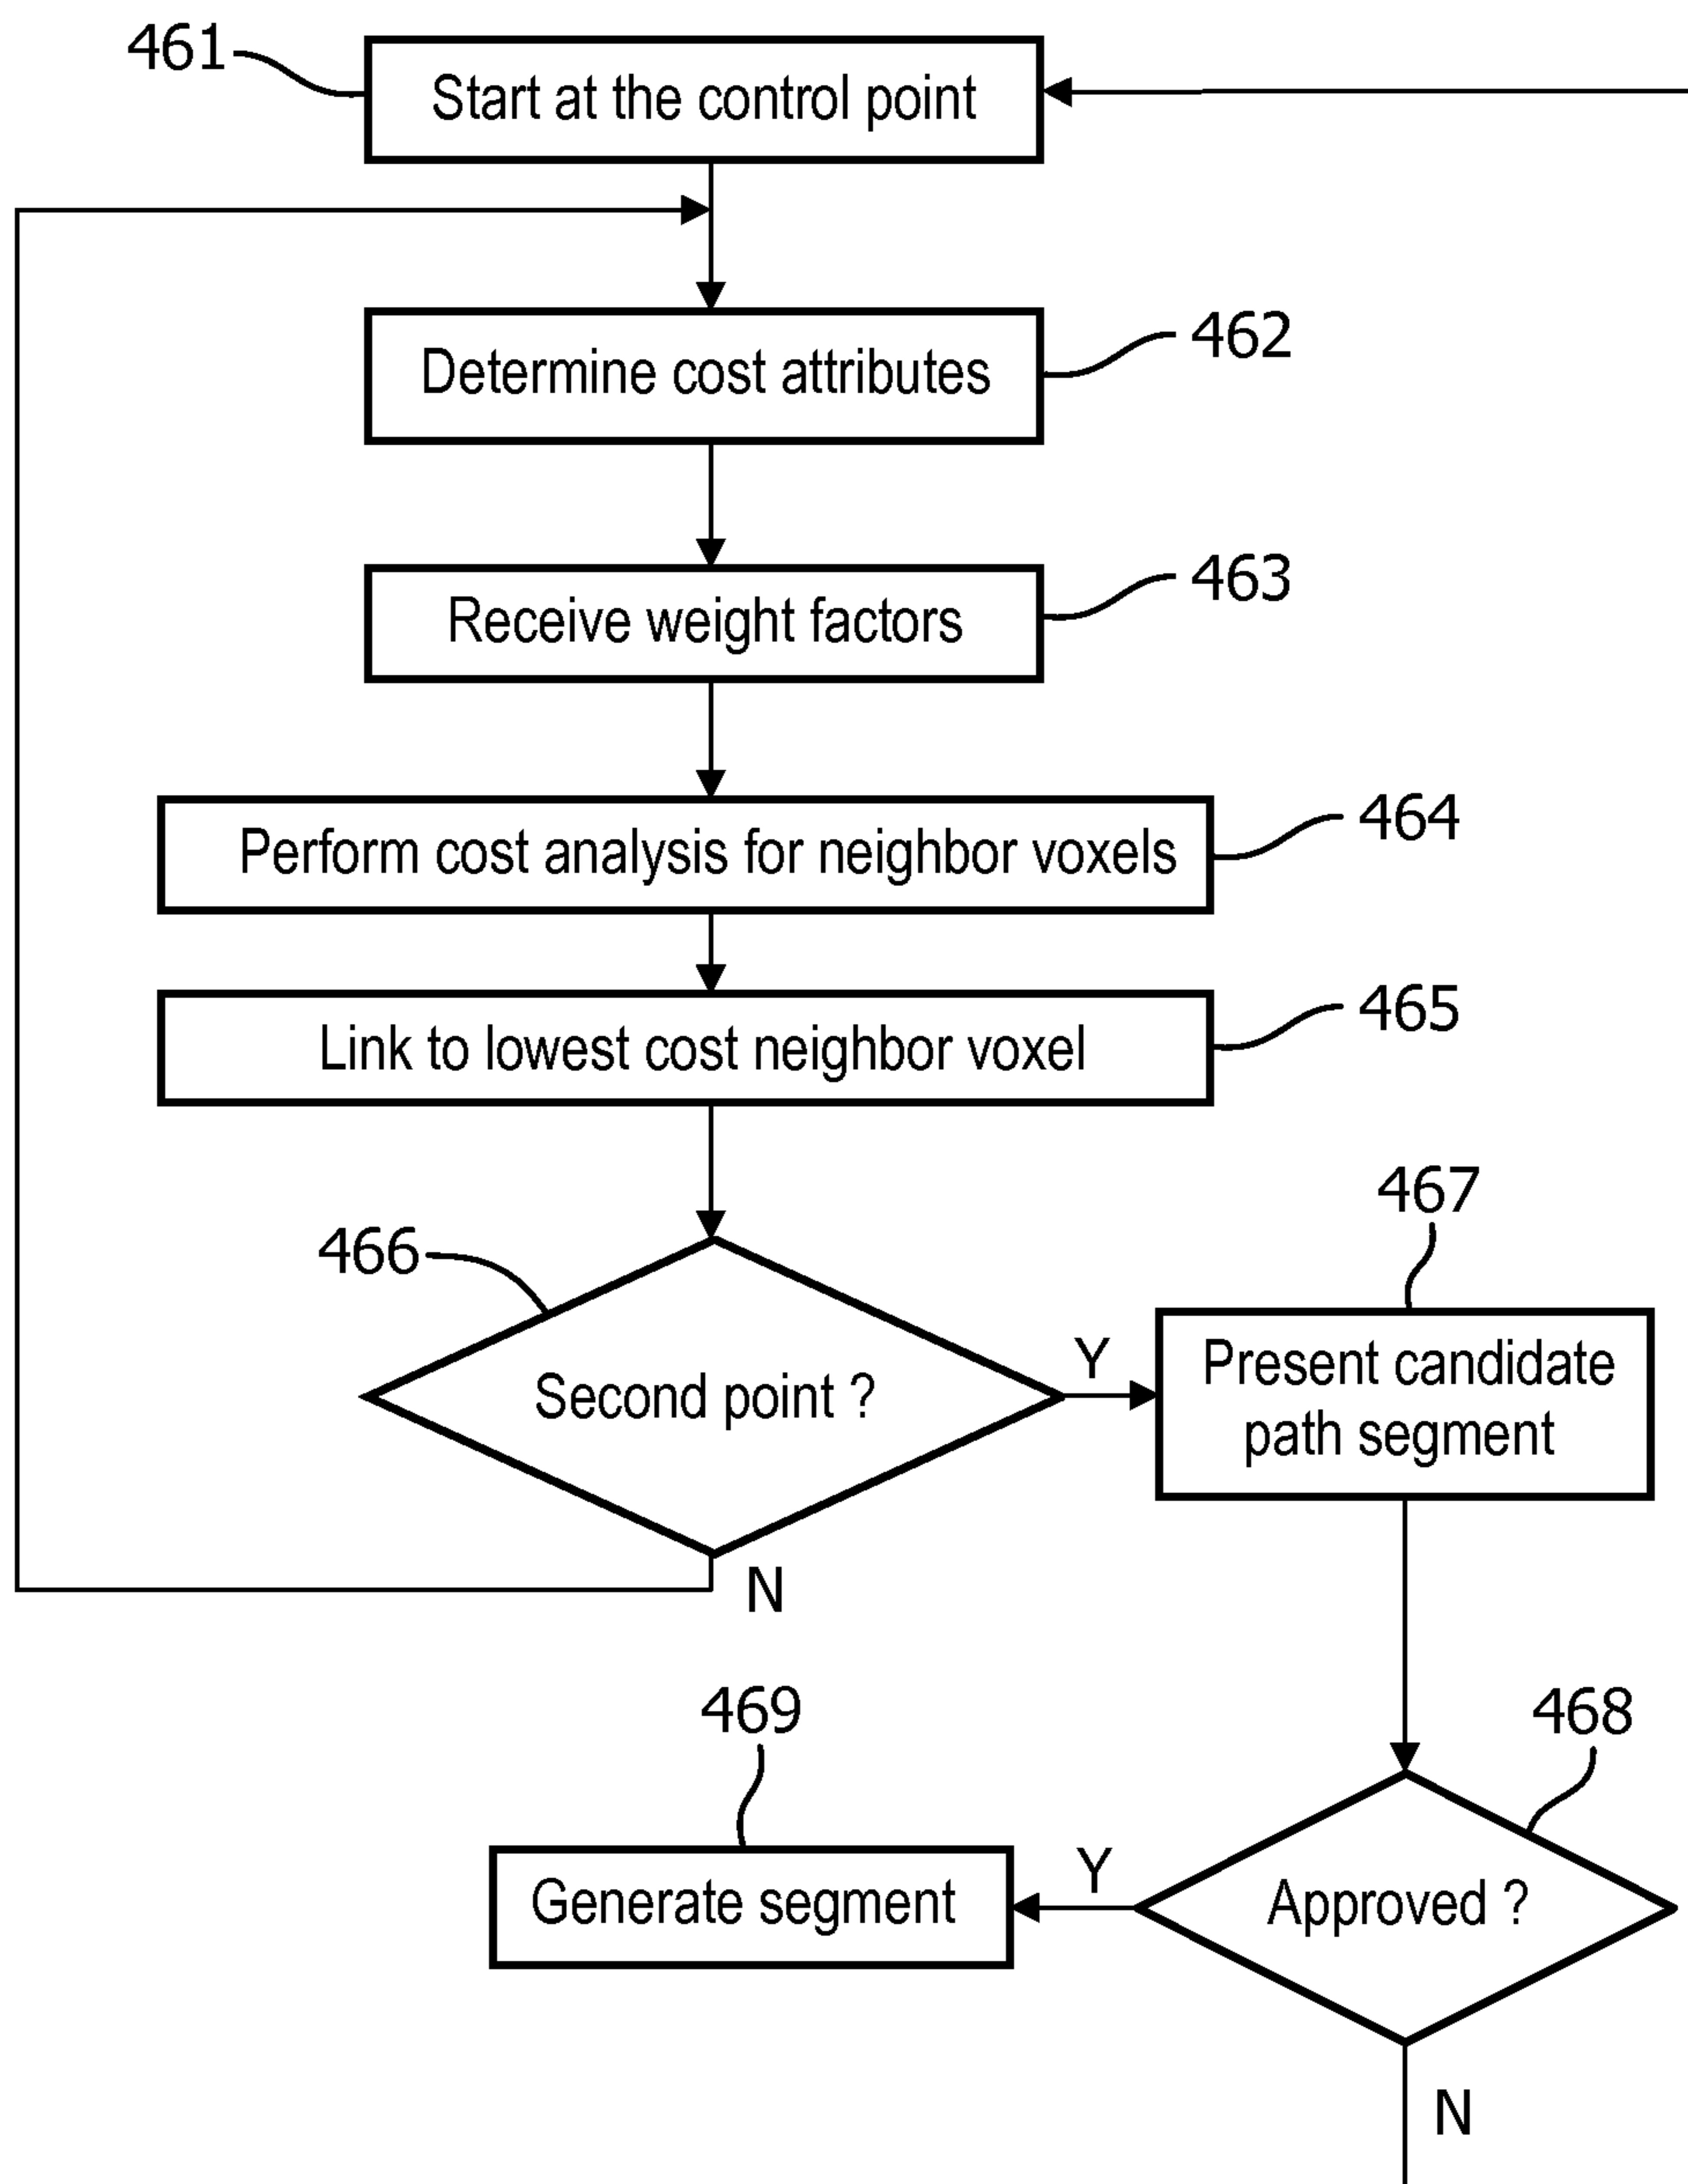 461
Start at the control point
Determine cost attributes
462
Receive weight factors
463
Perform cost analysis for neighbor voxels
464
Link to lowest cost neighbor voxel
465
466
Second point ?
Y
N
467
Present candidate
path segment
468
Approved ?
Y
N
469
Generate segment